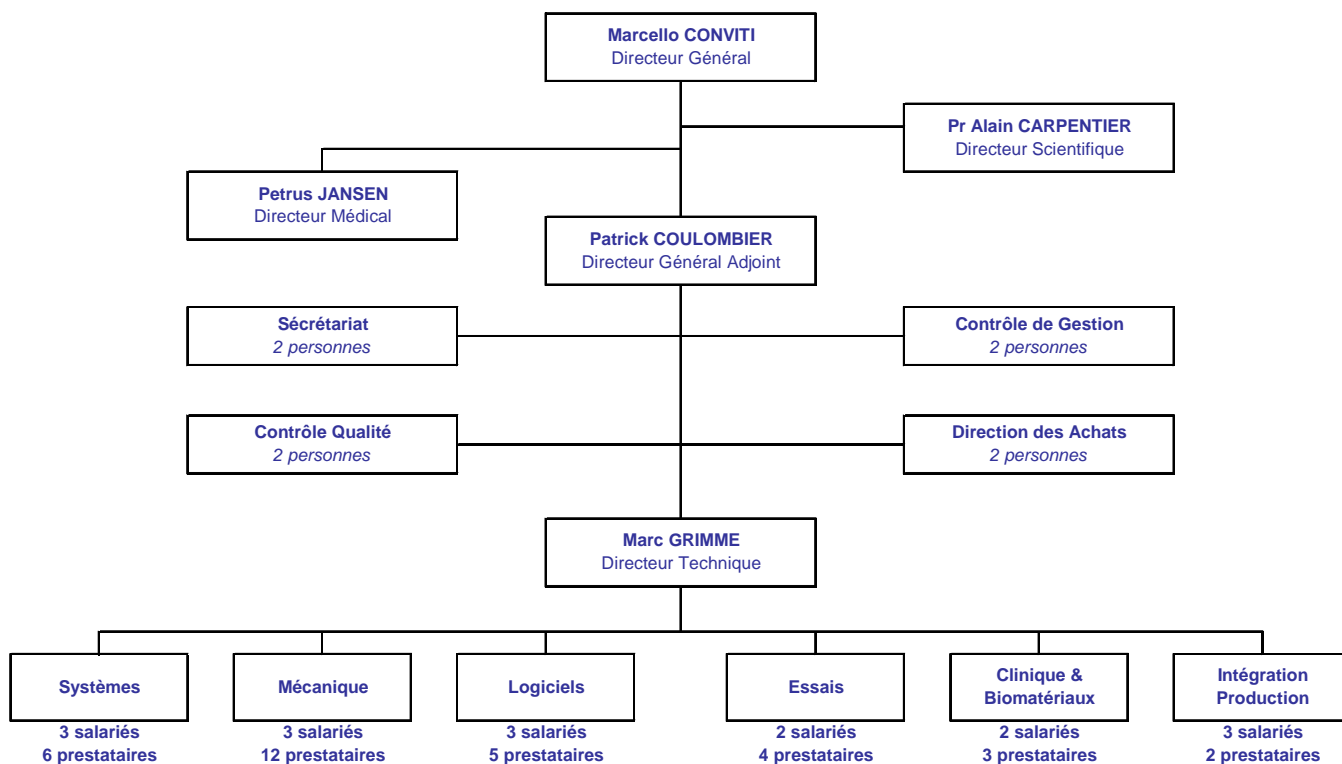 Marcello CONVITI
Directeur Général
Pr Alain CARPENTIER
Directeur Scientifique
Petrus JANSEN
Directeur Médical
Patrick COULOMBIER
Directeur Général Adjoint
Sécrétariat
2 personnes
Contrôle de Gestion
2 personnes
Contrôle Qualité
2 personnes
Direction des Achats
2 personnes
Marc GRIMME
Directeur Technique
Systèmes
3 salariés
6 prestataires
Mécanique
3 salariés
12 prestataires
Logiciels
3 salariés
5 prestataires
Essais
2 salariés
4 prestataires
Clinique &
Biomatériaux
2 salariés
3 prestataires
Intégration
Production
3 salariés
2 prestataires